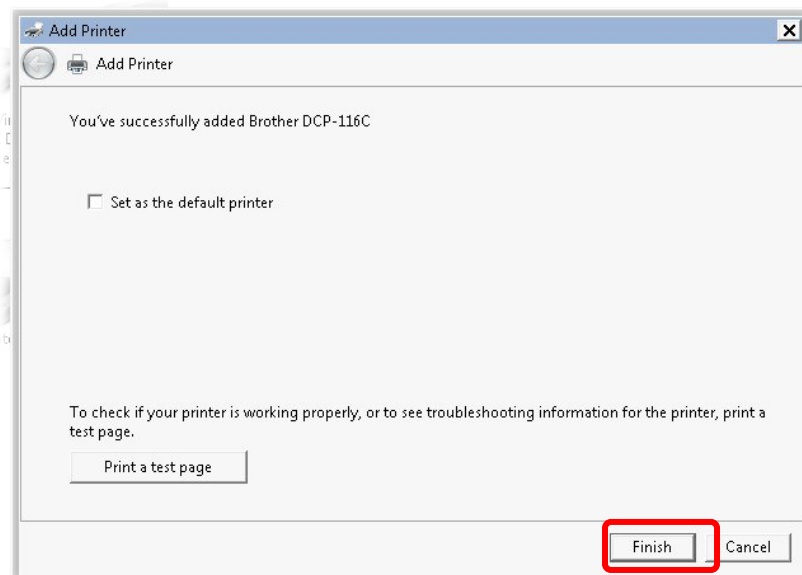 Add Printer
Add Printer
You've successfully added Brother DCP-116C
Set as the default printer
To check if your printer is working properly, or to see troubleshooting information for the printer, print a
test page.
Print a test page
Finish Cancel